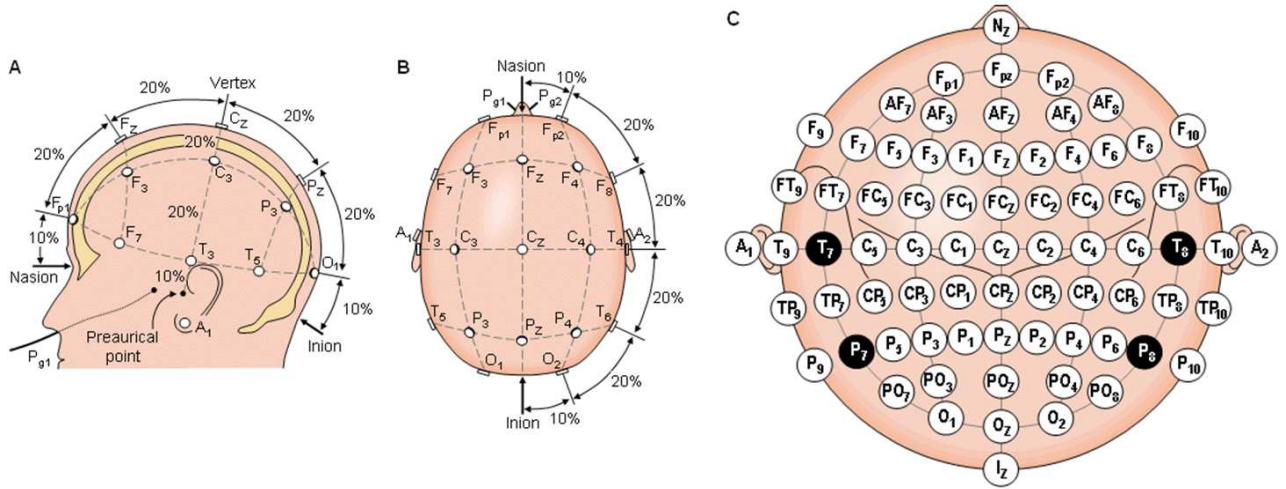 A
20%
Vertex
Fz
Cz
20%
20%
20%
F3
C3
Pz
Fp1
20%
P3
20%
10%
F7
T3
T5
O1
Nasion
10%
10%
Preaurical
point
A1
Inion
Pg1
B
Nasion
10%
Pg1
Pg2
Fp1
Fp2
20%
F7
F3
Fz
F4
F8
20%
A1
T3
C3
Cz
C4
T4
A2
20%
T5
P3
Pz
P4
T6
O1
O2
20%
Inion
10%
C
Nz
Fp1 Fpz Fp2
AF7 AF3 AFz AF4 AF8
F9 F7 F5 F3 F1 Fz F2 F4 F6 F8 F10
FT9 FT7 FC5 FC3 FC1 FCz FC2 FC4 FC6 FT8 FT10
A1 T9 T7 C5 C3 C1 Cz C2 C4 C6 T8 T10 A2
TP9 TP7 CP5 CP3 CP1 CPz CP2 CP4 CP6 TP8 TP10
P9 P7 P5 P3 P1 Pz P2 P4 P6 P8 P10
PO7 PO3 POz PO4 PO8
O1 Oz O2
Iz